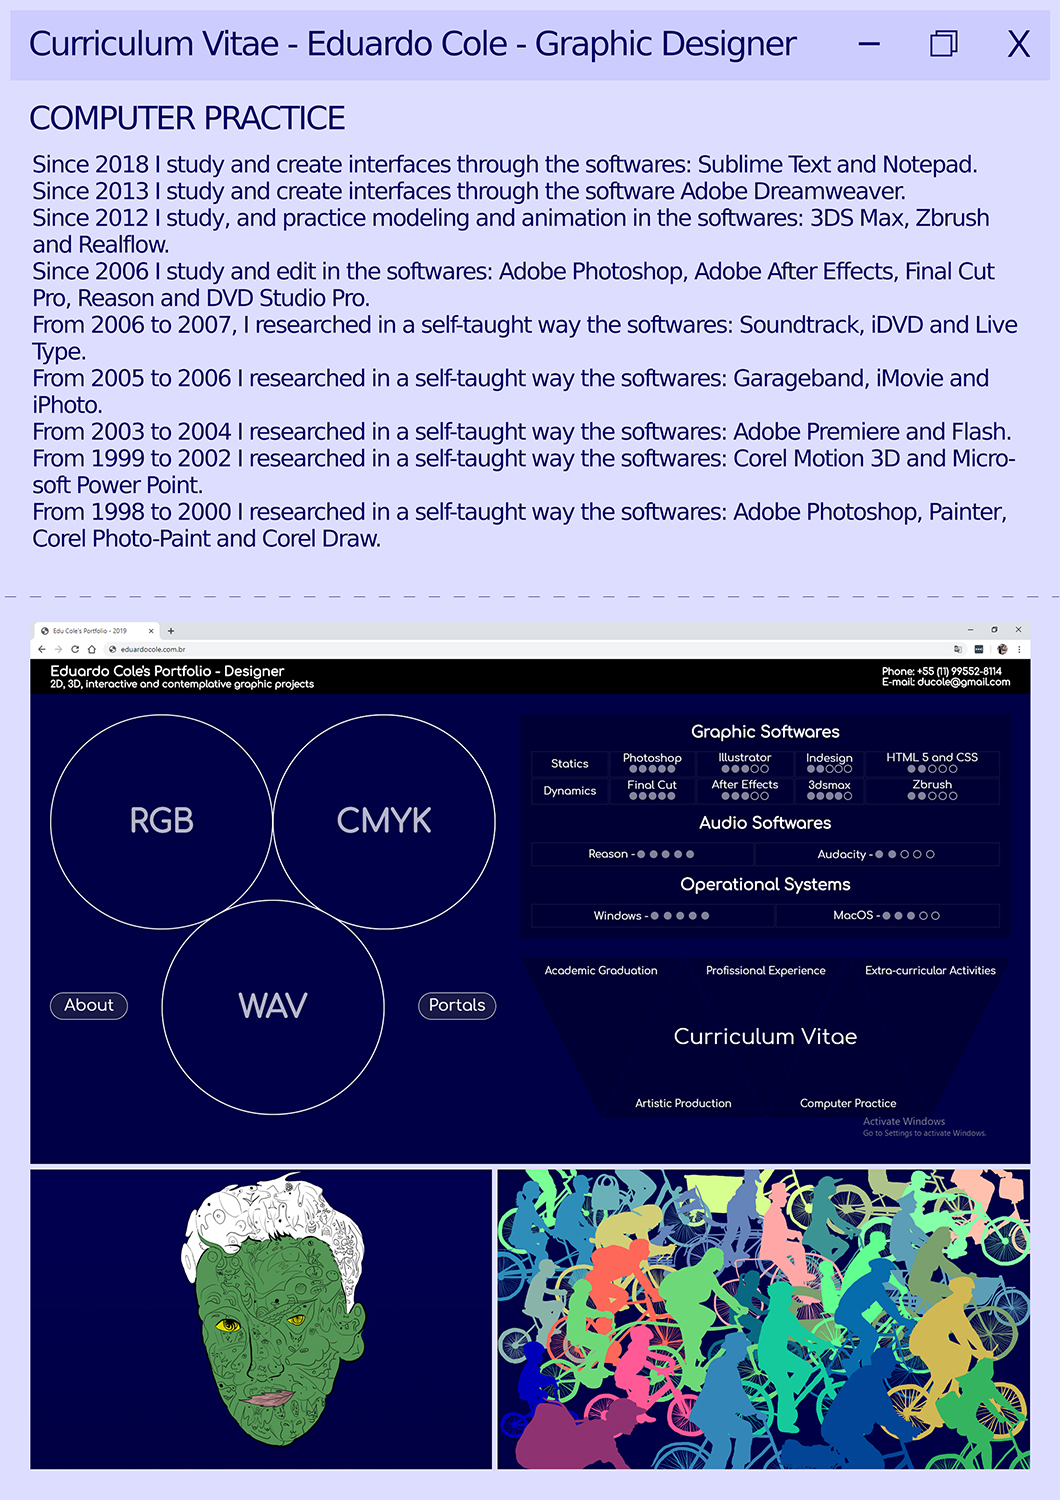 Curriculum Vitae - Eduardo Cole - Graphic Designer
X
COMPUTER PRACTICE
Since 2018 I study and create interfaces through the softwares: Sublime Text and Notepad.
Since 2013 I study and create interfaces through the software Adobe Dreamweaver.
Since 2012 I study, and practice modeling and animation in the softwares: 3DS Max, Zbrush
and Realflow.
Since 2006 I study and edit in the softwares: Adobe Photoshop, Adobe After Effects, Final Cut
Pro, Reason and DVD Studio Pro.
From 2006 to 2007, I researched in a self-taught way the softwares: Soundtrack, iDVD and Live
Type.
From 2005 to 2006 I researched in a self-taught way the softwares: Garageband, iMovie and
iPhoto.
From 2003 to 2004 I researched in a self-taught way the softwares: Adobe Premiere and Flash.
From 1999 to 2002 I researched in a self-taught way the softwares: Corel Motion 3D and Micro-
soft Power Point.
From 1998 to 2000 I researched in a self-taught way the softwares: Adobe Photoshop, Painter,
Corel Photo-Paint and Corel Draw.
Edu Cole's Portfolio - 2019
eduardocole.com.br
Eduardo Cole's Portfolio - Designer
2D, 3D, interactive and contemplative graphic projects
Phone: +55 (11) 99552-8114
E-mail: ducole@gmail.com
RGB
CMYK
WAV
About
Portals
Graphic Softwares
Statics Photoshop Illustrator Indesign HTML 5 and CSS
Dynamics Final Cut After Effects 3dsmax Zbrush
Audio Softwares
Reason - Audacity -
Operational Systems
Windows - MacOS -
Academic Graduation Profissional Experience Extra-curricular Activities
Curriculum Vitae
Artistic Production Computer Practice
Activate Windows
Go to Settings to activate Windows.